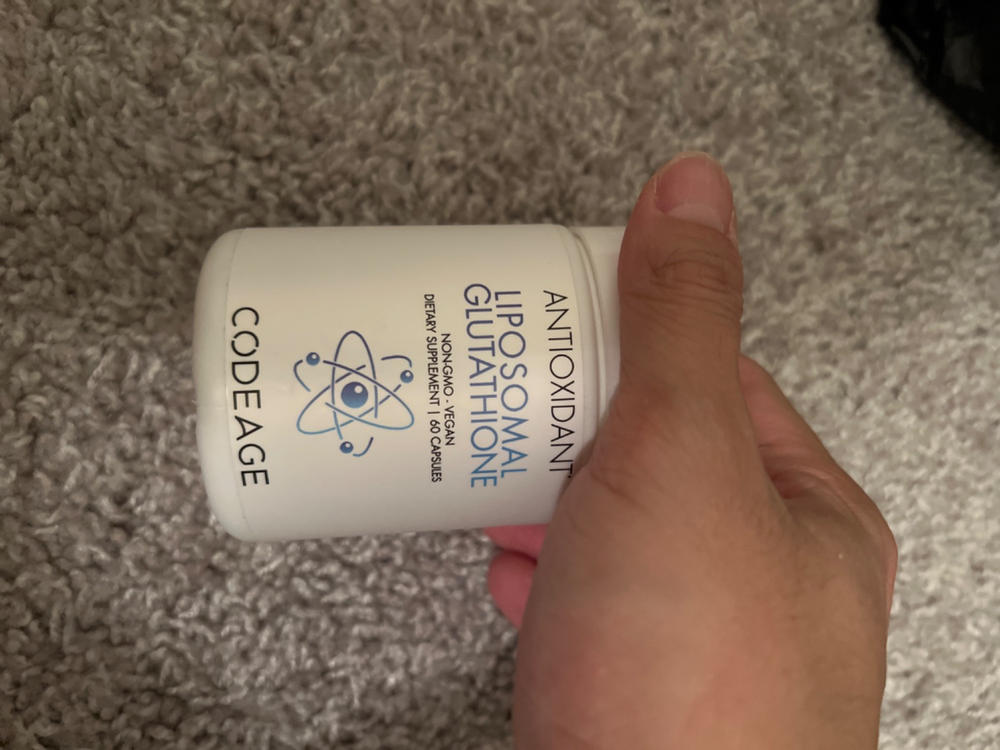 ANTIOXIDANT
LIPOSOMAL
GLUTATHIONE
NON-GMO - VEGAN
DIETARY SUPPLEMENT | 60 CAPSULES
CODEAGE